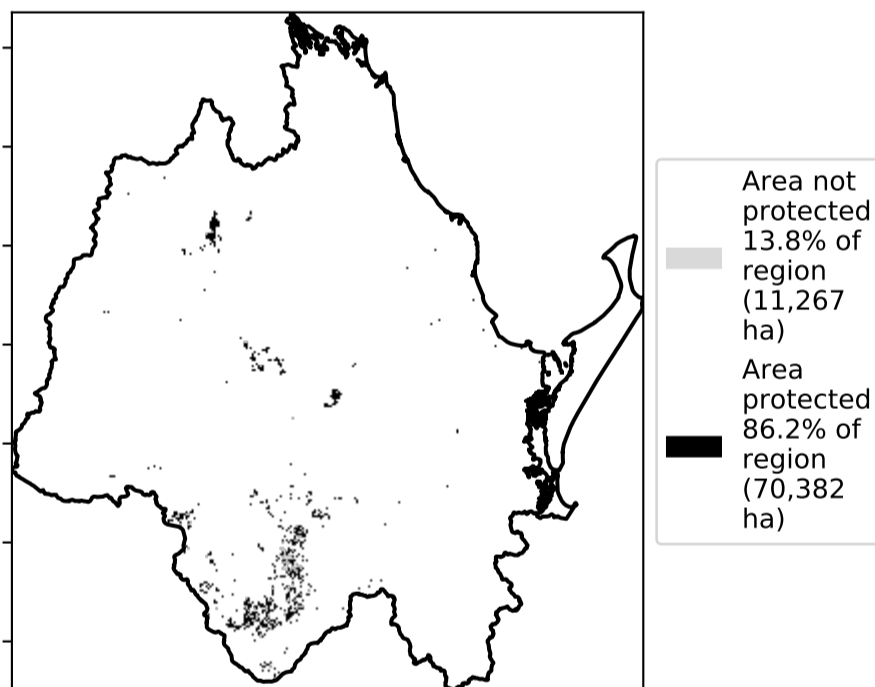 Area not
protected
13.8% of
region
(11,267
ha)
Area
protected
86.2% of
region
(70,382
ha)